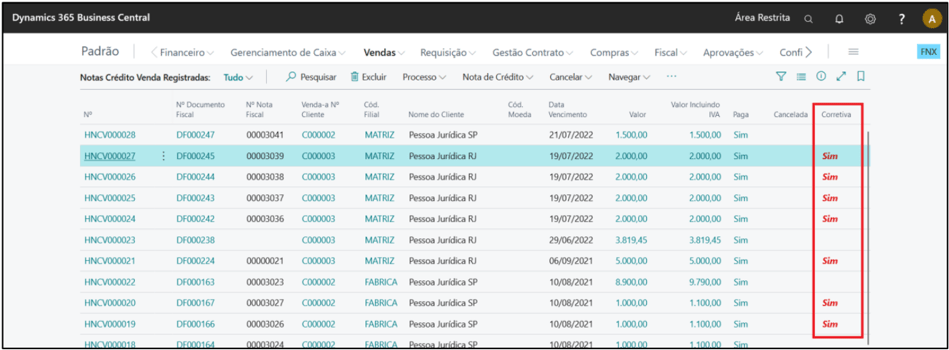 Dynamics 365 Business Central Área Restrita ? A
Padrão Financeiro Gerenciamento de Caixa Vendas Requisição Gestão Contrato Compras Fiscal Aprovações Confi FNX
Notas Crédito Venda Registradas: Tudo Pesquisar Excluir Processo Nota de Crédito Cancelar Navegar ...
Nº Nº Documento Fiscal Nº Nota Fiscal Venda-a Nº Cliente Cód. Filial Nome do Cliente Cód. Moeda Data Vencimento Valor Valor Incluindo IVA Paga Cancelada Corretiva
HNCV000028 DF000247 00003041 C000002 MATRIZ Pessoa Jurídica SP 21/07/2022 1.500,00 1.500,00 Sim
HNCV000027 DF000245 00003039 C000003 MATRIZ Pessoa Jurídica RJ 19/07/2022 2.000,00 2.000,00 Sim Sim
HNCV000026 DF000244 00003038 C000003 MATRIZ Pessoa Jurídica RJ 19/07/2022 2.000,00 2.000,00 Sim Sim
HNCV000025 DF000243 00003037 C000003 MATRIZ Pessoa Jurídica RJ 19/07/2022 2.000,00 2.000,00 Sim Sim
HNCV000024 DF000242 00003036 C000003 MATRIZ Pessoa Jurídica RJ 19/07/2022 2.000,00 2.000,00 Sim Sim
HNCV000023 DF000238 C000003 MATRIZ Pessoa Jurídica RJ 29/06/2022 3.819,45 3.819,45 Sim
HNCV000021 DF000224 00000021 C000003 MATRIZ Pessoa Jurídica RJ 06/09/2021 5.000,00 5.000,00 Sim Sim
HNCV000022 DF000163 00003023 C000002 FABRICA Pessoa Jurídica SP 10/08/2021 8.900,00 9.790,00 Sim
HNCV000020 DF000167 00003027 C000002 FABRICA Pessoa Jurídica SP 10/08/2021 1.000,00 1.100,00 Sim Sim
HNCV000019 DF000166 00003026 C000002 FABRICA Pessoa Jurídica SP 10/08/2021 1.000,00 1.100,00 Sim Sim
HNCV000018 DF000164 00003024 C000002 FABRICA Pessoa Jurídica SP 10/08/2021 1.000,00 1.100,00 Sim